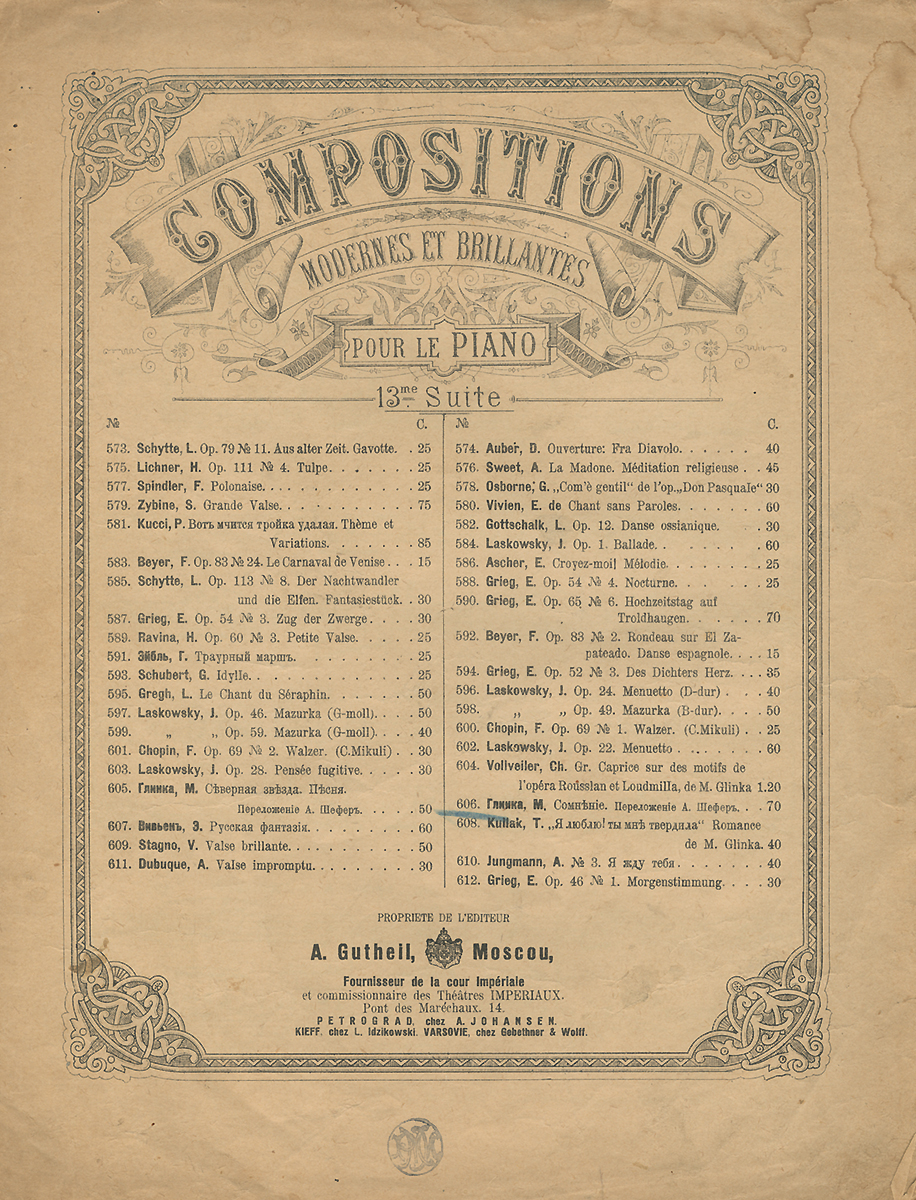 COMPOSITIONS
MODERNES ET BRILLANTES
POUR LE PIANO
13me Suite
№ C.
573. Schytte, L. Op. 79 № 11. Aus alter Zeit. Gavotte. . 25
575. Lichner, H. Op. 111 № 4. Tulpe. . . . . . . 25
577. Spindler, F. Polonaise. . . . . . . . . . . . 25
579. Zybine, S. Grande Valse. . . . . . . . . . 75
581. Kucci, P. Вотъ мчится тройка удалая. Thème et
Variations. . . . . . . 85
583. Beyer, F. Op. 83 № 24. Le Carnaval de Venise. . . 15
585. Schytte, L. Op. 113 № 8. Der Nachtwandler
und die Elfen. Fantasiestück. . 30
587. Grieg, E. Op. 54 № 3. Zug der Zwerge. . . . 30
589. Ravina, H. Op. 60 № 3. Petite Valse. . . . . 25
591. Эйбль, Г. Траурный маршъ. . . . . . . . . 25
593. Schubert, G. Idylle. . . . . . . . . . . . 25
595. Gregh, L. Le Chant du Séraphin. . . . . . . 50
597. Laskowsky, J. Op. 46. Mazurka (G-moll). . . . 50
599. „ „ Op. 59. Mazurka (G-moll). . . . 40
601. Chopin, F. Op. 69 № 2. Walzer. (C. Mikuli) . . 30
603. Laskowsky, J. Op. 28. Pensée fugitive. . . . . 30
605. Глинка, М. Сѣверная звѣзда. Пѣсня.
Переложеніе А. Шеферъ. . . . . 50
607. Вивьенъ, Э. Русская фантазія. . . . . . . . 60
609. Stagno, V. Valse brillante. . . . . . . . . . 50
611. Dubuque, A. Valse impromptu. . . . . . . . . 30
№ C.
574. Auber, D. Ouverture: Fra Diavolo. . . . . . 40
576. Sweet, A. La Madone. Méditation religieuse . . 45
578. Osborne, G. „Com'è gentil“ de l'op. „Don Pasquale“ 30
580. Vivien, E. de Chant sans Paroles. . . . . . . 60
582. Gottschalk, L. Op. 12. Danse ossianique. . . . 30
584. Laskowsky, J. Op. 1. Ballade. . . . . . . 60
586. Ascher, E. Croyez-moi! Mélodie. . . . . . . 25
588. Grieg, E. Op. 54 № 4. Nocturne. . . . . . 25
590. Grieg, E. Op. 65 № 6. Hochzeitstag auf
Troldhaugen. . . . . . . 70
592. Beyer, F. Op. 83 № 2. Rondeau sur El Za-
pateado. Danse espagnole. . . . 15
594. Grieg, E. Op. 52 № 3. Des Dichters Herz. . . . 35
596. Laskowsky, J. Op. 24. Menuetto (D-dur) . . . 40
598. „ „ Op. 49. Mazurka (B-dur). . . . 50
600. Chopin, F. Op. 69 № 1. Walzer. (C. Mikuli) . . 25
602. Laskowsky, J. Op. 22. Menuetto . . . . . . . 60
604. Vollveiler, Ch. Gr. Caprice sur des motifs de
l'opéra Roûsslan et Loudmilla, de M. Glinka 1.20
606. Глинка, М. Сомнѣніе. Переложеніе А. Шеферъ. . . 70
608. Kullak, T. „Я люблю! ты мнѣ твердила“ Romance
de M. Glinka. 40
610. Jungmann, A. № 3. Я жду тебя . . . . . . . 40
612. Grieg, E. Op. 46 № 1. Morgenstimmung. . . . 30
PROPRIETE DE L'EDITEUR
A. Gutheil, Moscou,
Fournisseur de la cour Impériale
et commissionnaire des Théâtres IMPERIAUX.
Pont des Maréchaux. 14.
PETROGRAD, chez A. JOHANSEN.
KIEFF, chez L. Idzikowski. VARSOVIE, chez Gebethner & Wolff.